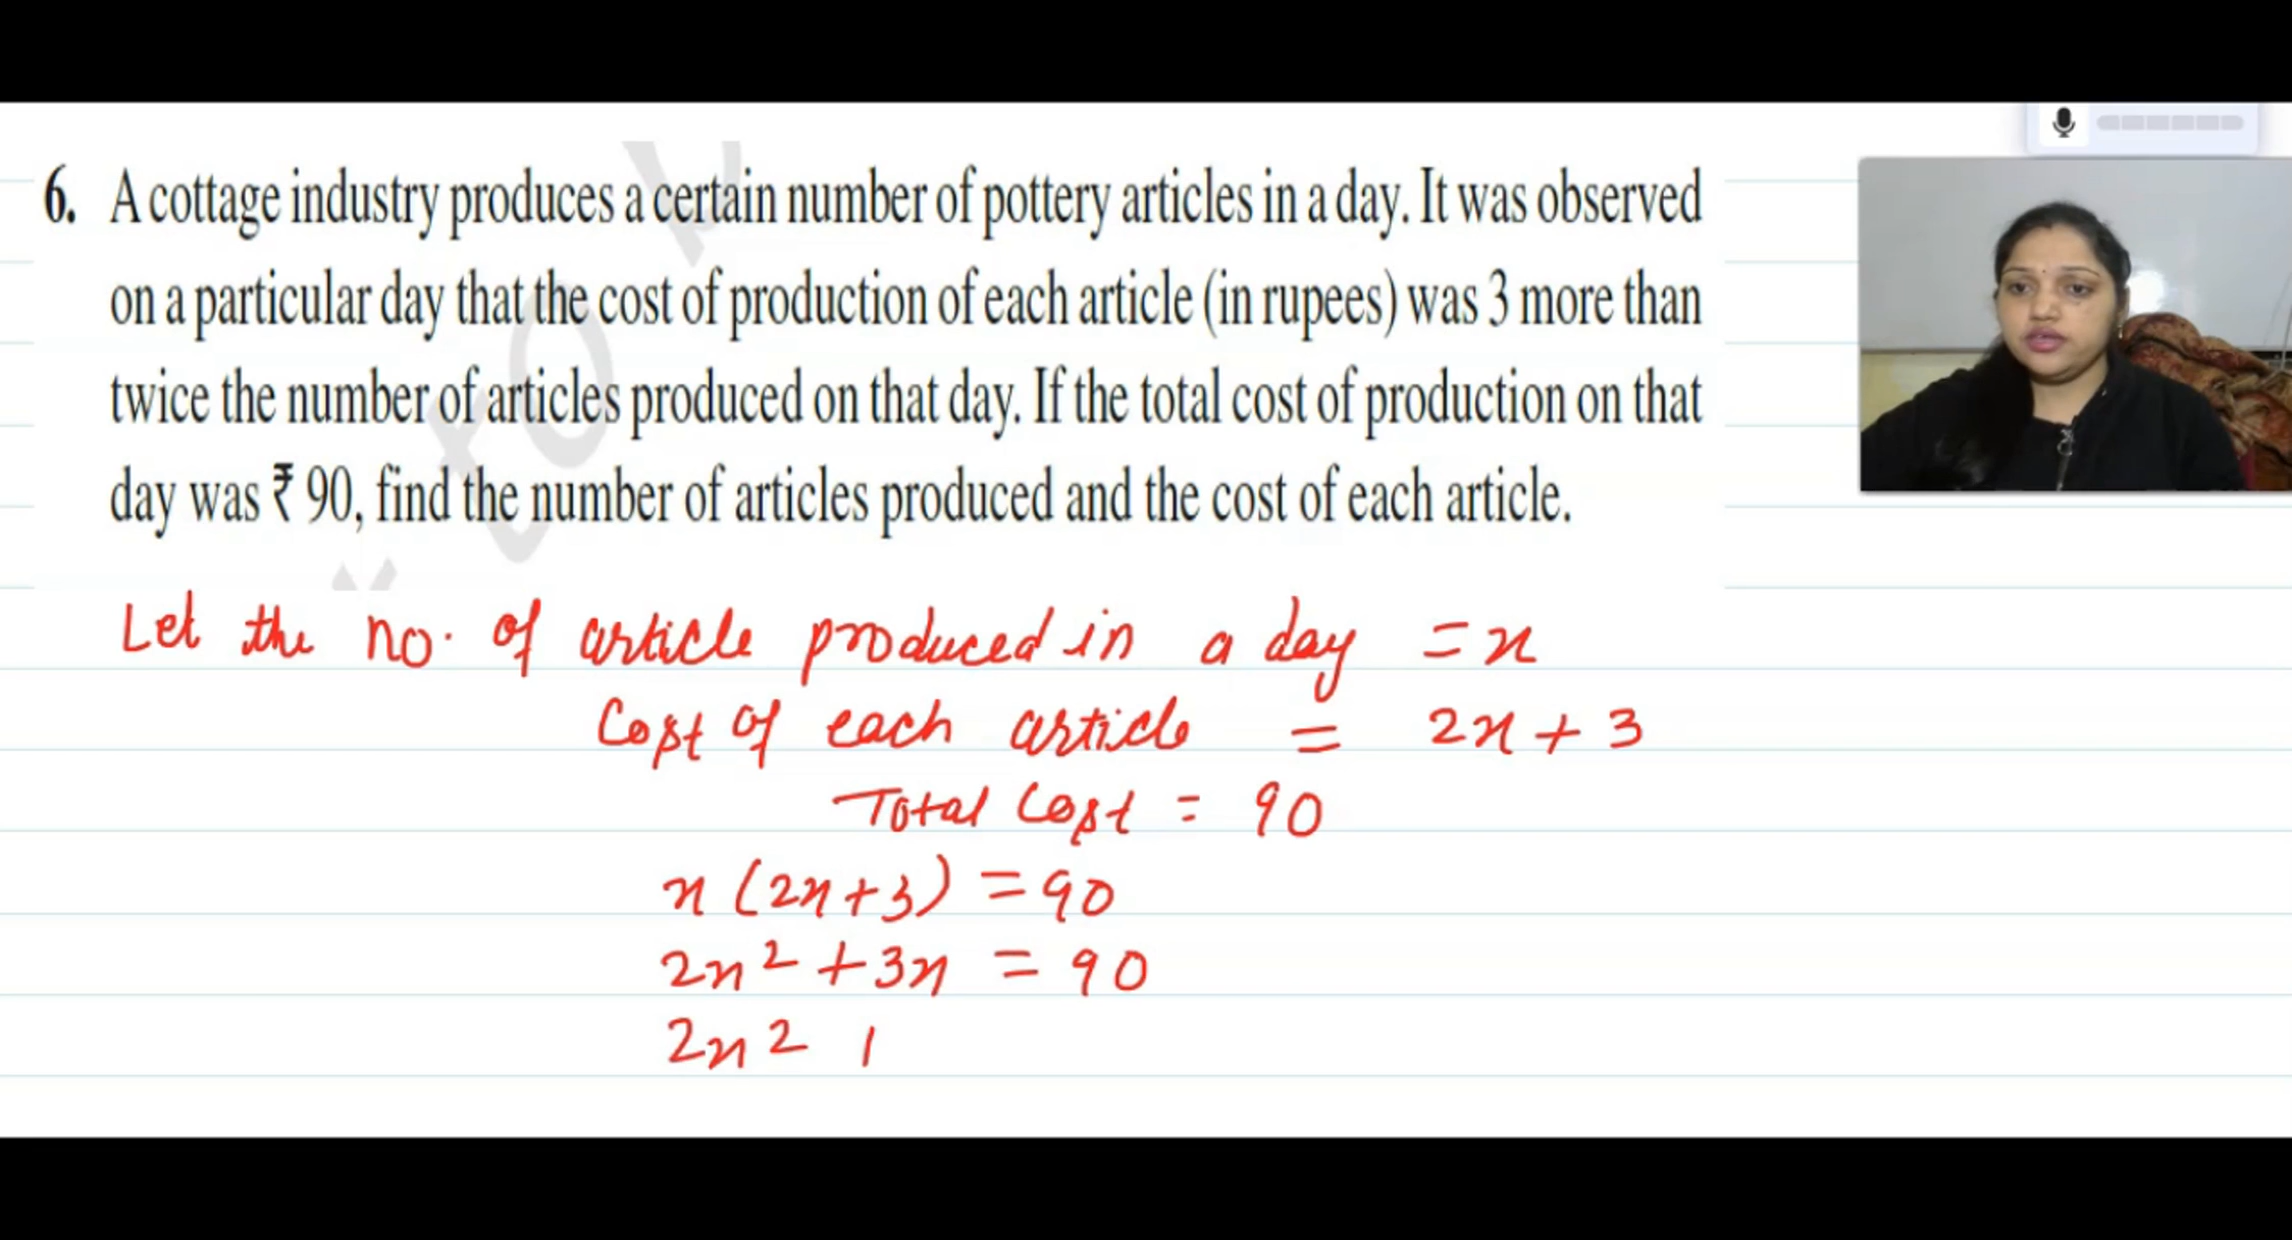 6. A cottage industry produces a certain number of pottery articles in a day. It was observed
on a particular day that the cost of production of each article (in rupees) was 3 more than
twice the number of articles produced on that day. If the total cost of production on that
day was ₹ 90, find the number of articles produced and the cost of each article.
Let the no. of article produced in a day = x
Cost of each article = 2x + 3
Total Cost = 90
x (2x+3) = 90
2x² + 3x = 90
2x²